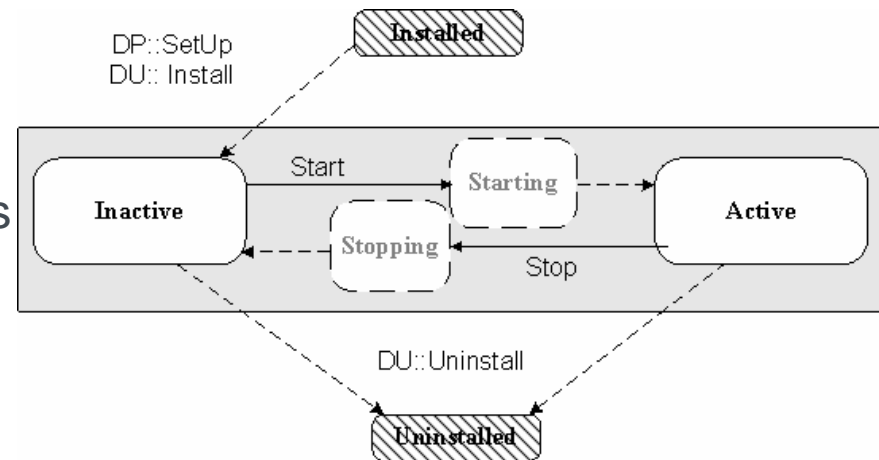 Installed
DP::SetUp
DU:: Install
Start
Starting
s
Inactive
Active
Stopping
Stop
DU::Uninstall
Uninstalled